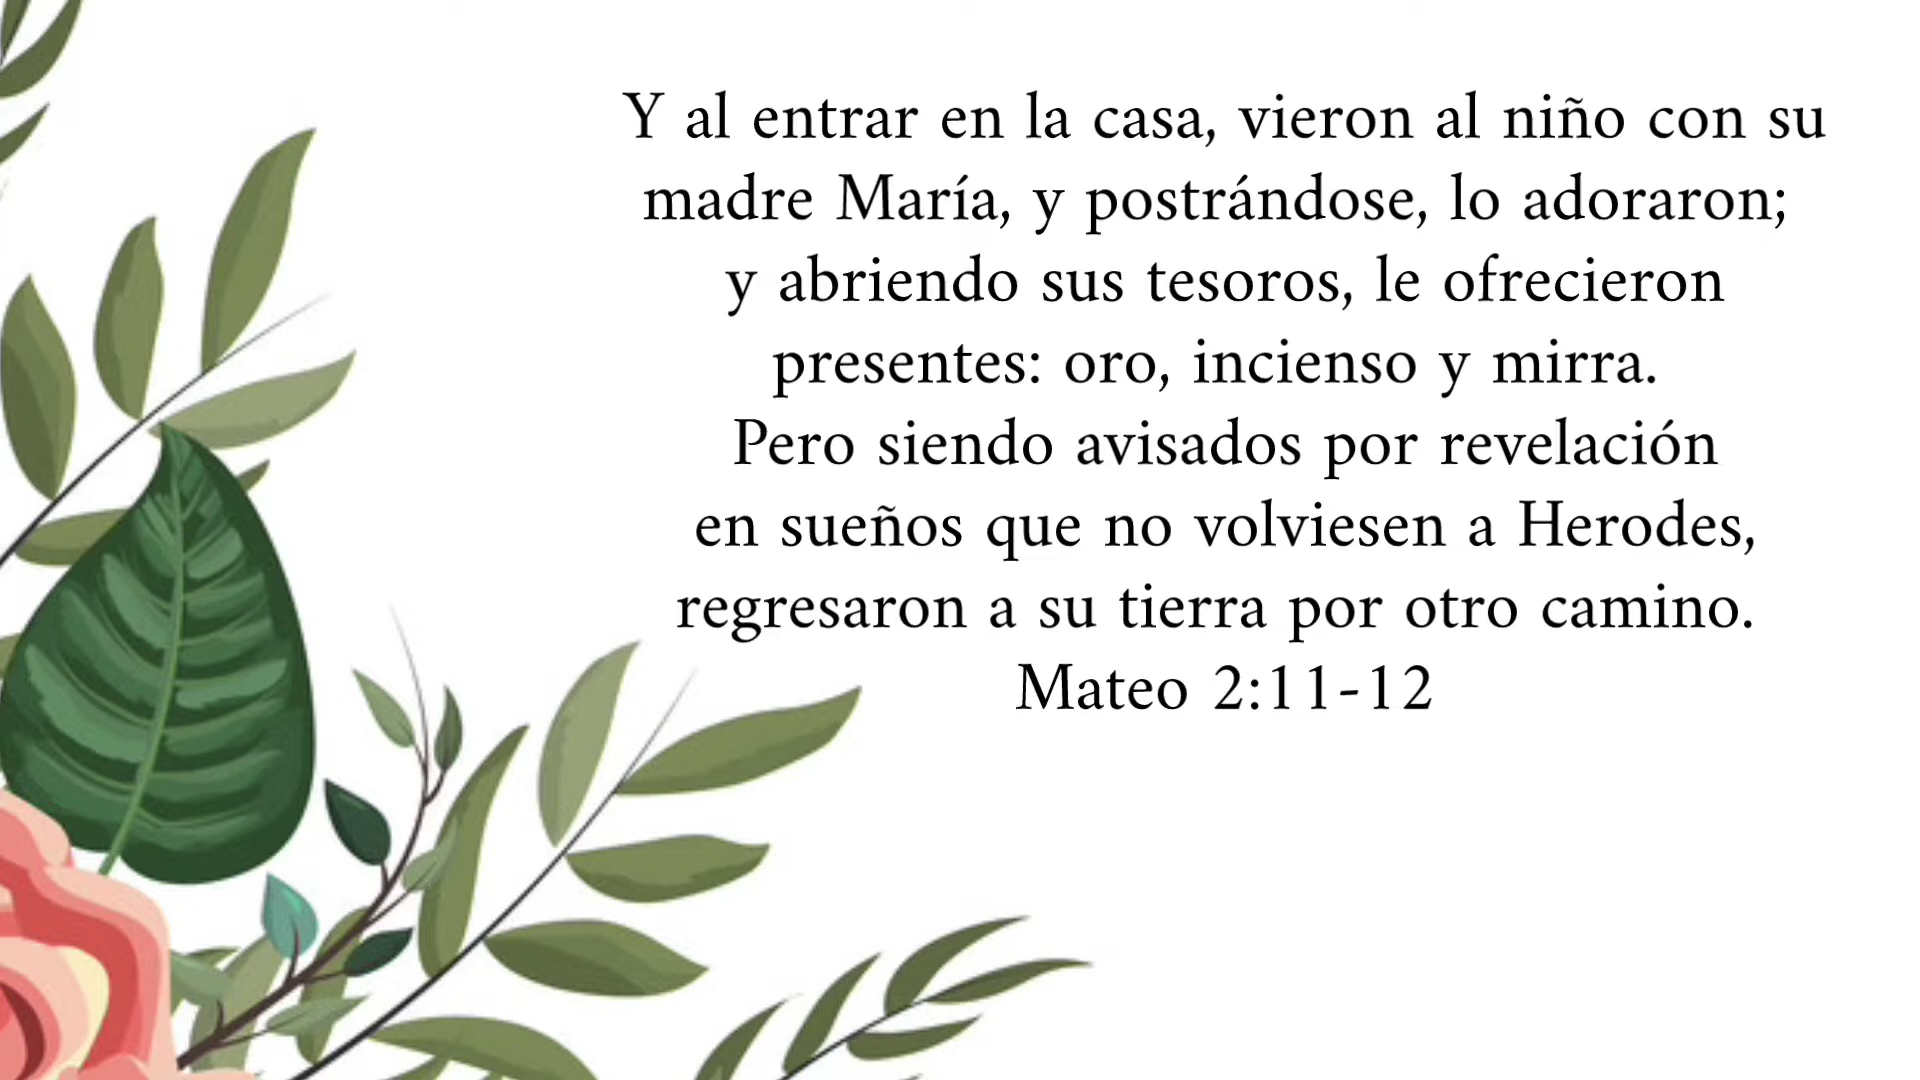 Y al entrar en la casa, vieron al niño con su
madre María, y postrándose, lo adoraron;
y abriendo sus tesoros, le ofrecieron
presentes: oro, incienso y mirra.
Pero siendo avisados por revelación
en sueños que no volviesen a Herodes,
regresaron a su tierra por otro camino.
Mateo 2:11-12